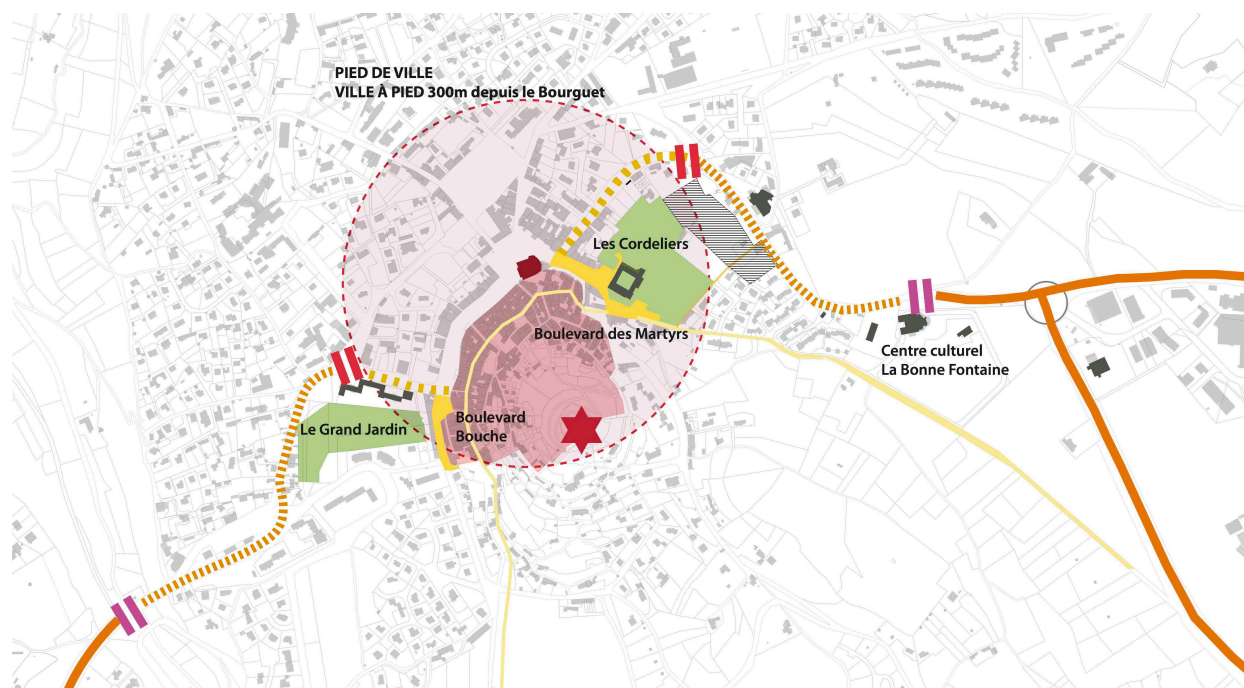 PIED DE VILLE
VILLE À PIED 300m depuis le Bourguet
Les Cordeliers
Boulevard des Martyrs
Centre culturel
La Bonne Fontaine
Boulevard
Bouche
Le Grand Jardin